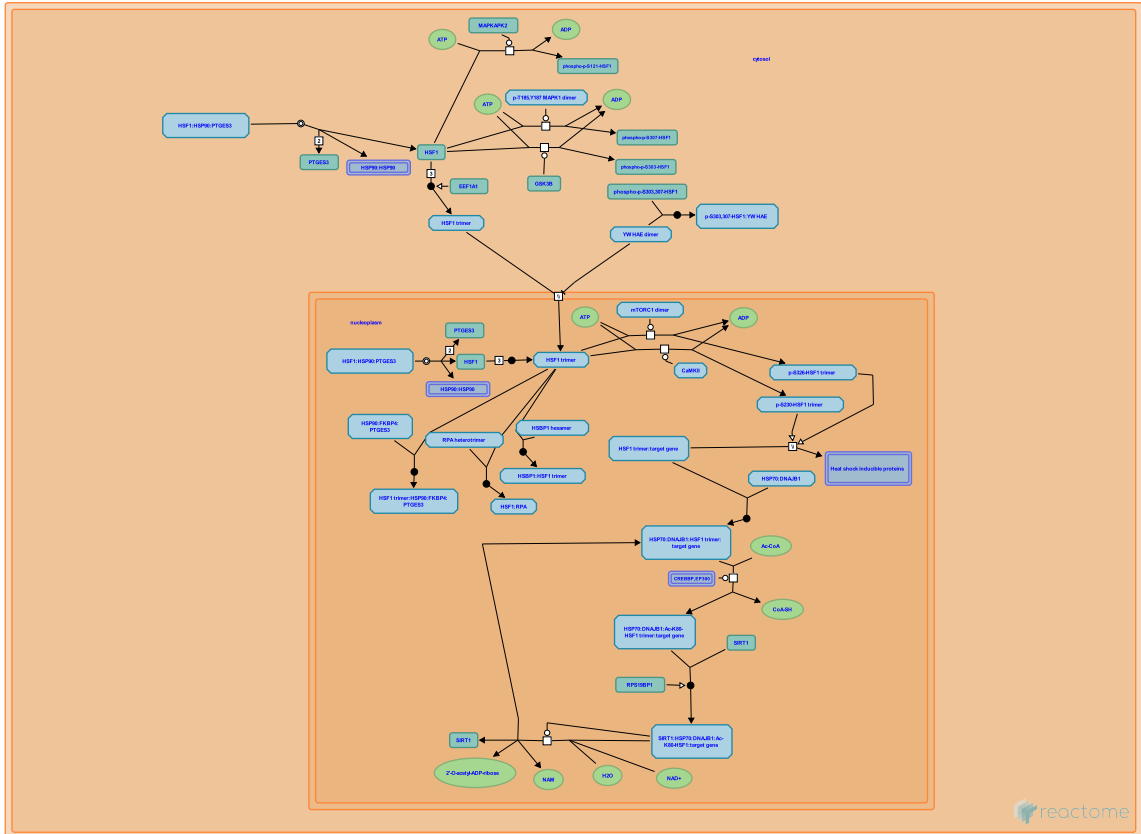 MAPKAPK2
ATP
ADP
cytosol
phospho-p-S121-HSF1
p-T185,Y187 MAPK1 dimer
ATP
ADP
HSF1:HSP90:PTGES3
2
PTGES3
HSP90:HSP90
HSF1
phospho-p-S307-HSF1
phospho-p-S303-HSF1
3
EEF1A1
GSK3B
phospho-p-S303,307-HSF1
HSF1 trimer
p-S303,307-HSF1:YWHAE
YWHAE dimer
\\
nucleoplasm
ATP
mTORC1 dimer
ADP
PTGES3
2
HSF1:HSP90:PTGES3
HSF1
3
HSF1 trimer
HSP90:HSP90
CaMKII
p-S326-HSF1 trimer
p-S230-HSF1 trimer
HSP90:FKBP4:
PTGES3
RPA heterotrimer
HSBP1 hexamer
HSF1 trimer:target gene
\\
Heat shock inducible proteins
HSBP1:HSF1 trimer
HSP70:DNAJB1
HSF1 trimer:HSP90:FKBP4:
PTGES3
HSF1:RPA
HSP70:DNAJB1:HSF1 trimer:
target gene
Ac-CoA
CREBBP,EP300
CoA-SH
HSP70:DNAJB1:Ac-K80-
HSF1 trimer:target gene
SIRT1
RPS19BP1
SIRT1
SIRT1:HSP70:DNAJB1:Ac-
K80-HSF1:target gene
2'-O-acetyl-ADP-ribose
NAM
H2O
NAD+
reactome